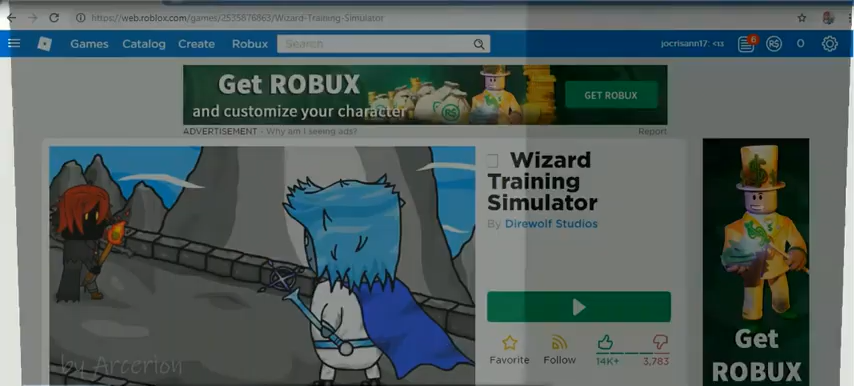 https://web.roblox.com/games/2535876863/Wizard-Training-Simulator
Games Catalog Create Robux Search jocrisann17: <13 6 0
Get ROBUX
and customize your character
GET ROBUX
ADVERTISEMENT - Why am I seeing ads? Report
Wizard
Training
Simulator
By Direwolf Studios
Favorite Follow 14K+ 3,783
by Arcerion
Get
ROBUX